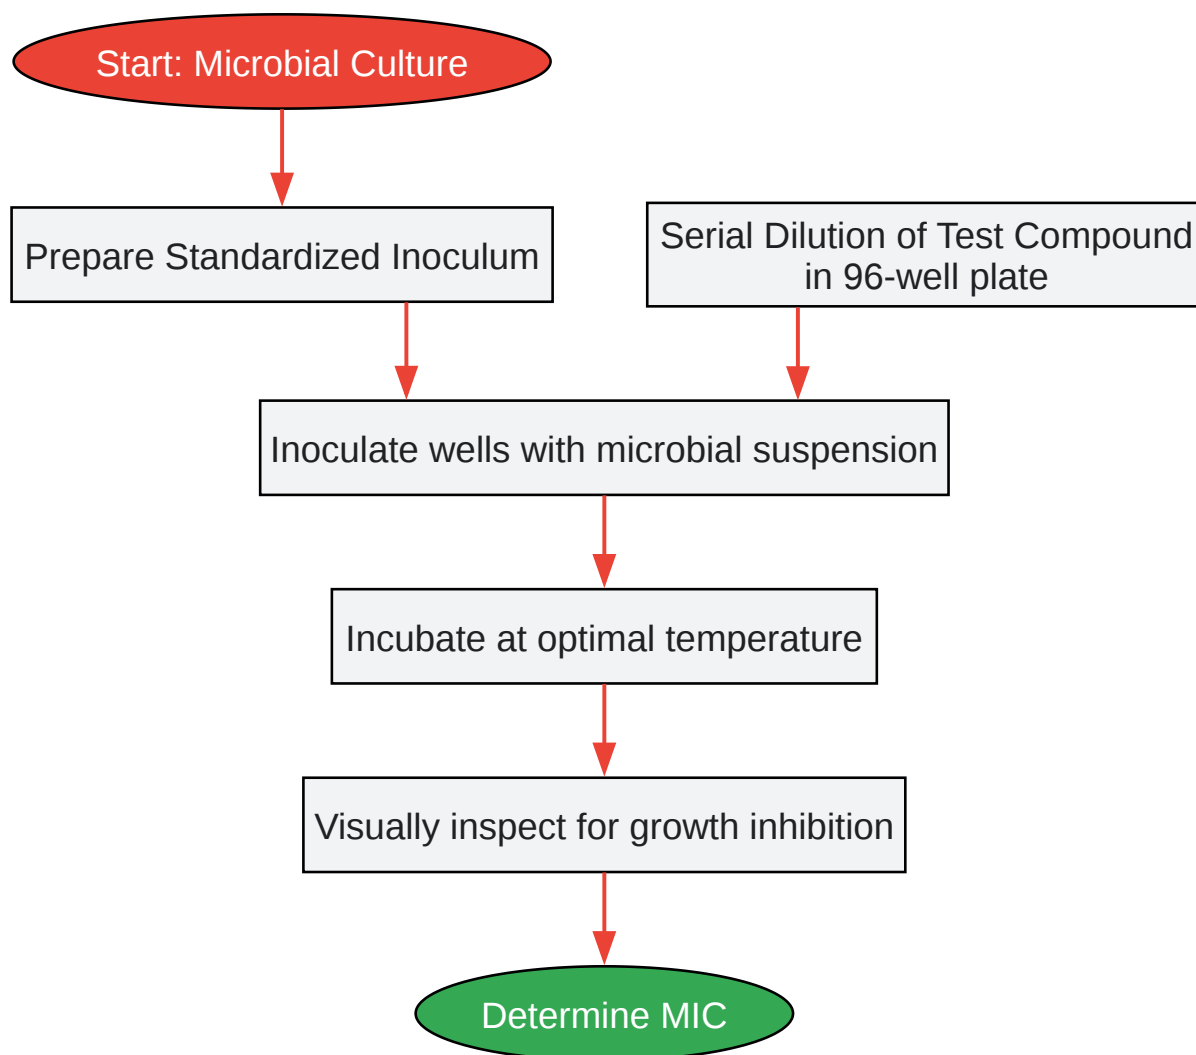 Start: Microbial Culture
Prepare Standardized Inoculum
Serial Dilution of Test Compound
in 96-well plate
Inoculate wells with microbial suspension
Incubate at optimal temperature
Visually inspect for growth inhibition
Determine MIC